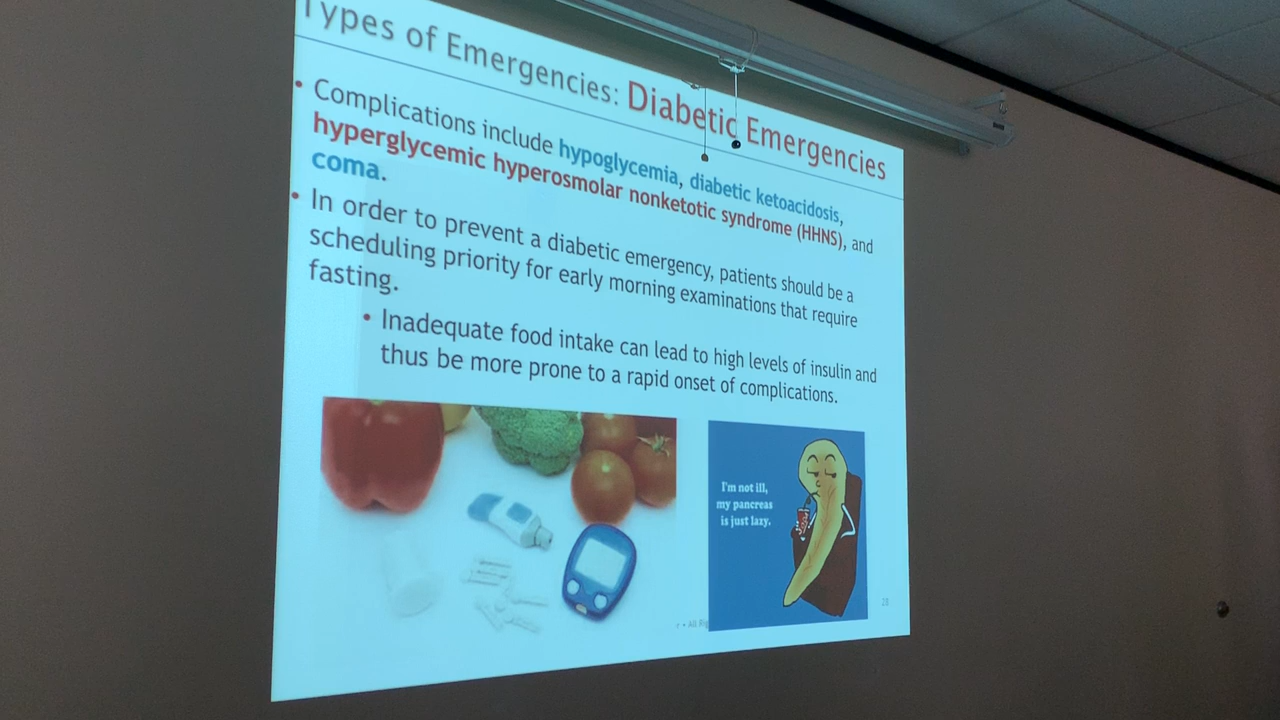 Types of Emergencies: Diabetic Emergencies
• Complications include hypoglycemia, diabetic ketoacidosis,
hyperglycemic hyperosmolar nonketotic syndrome (HHNS), and
coma.
• In order to prevent a diabetic emergency, patients should be a
scheduling priority for early morning examinations that require
fasting.
• Inadequate food intake can lead to high levels of insulin and
thus be more prone to a rapid onset of complications.
I'm not ill,
my pancreas
is just lazy.
• All